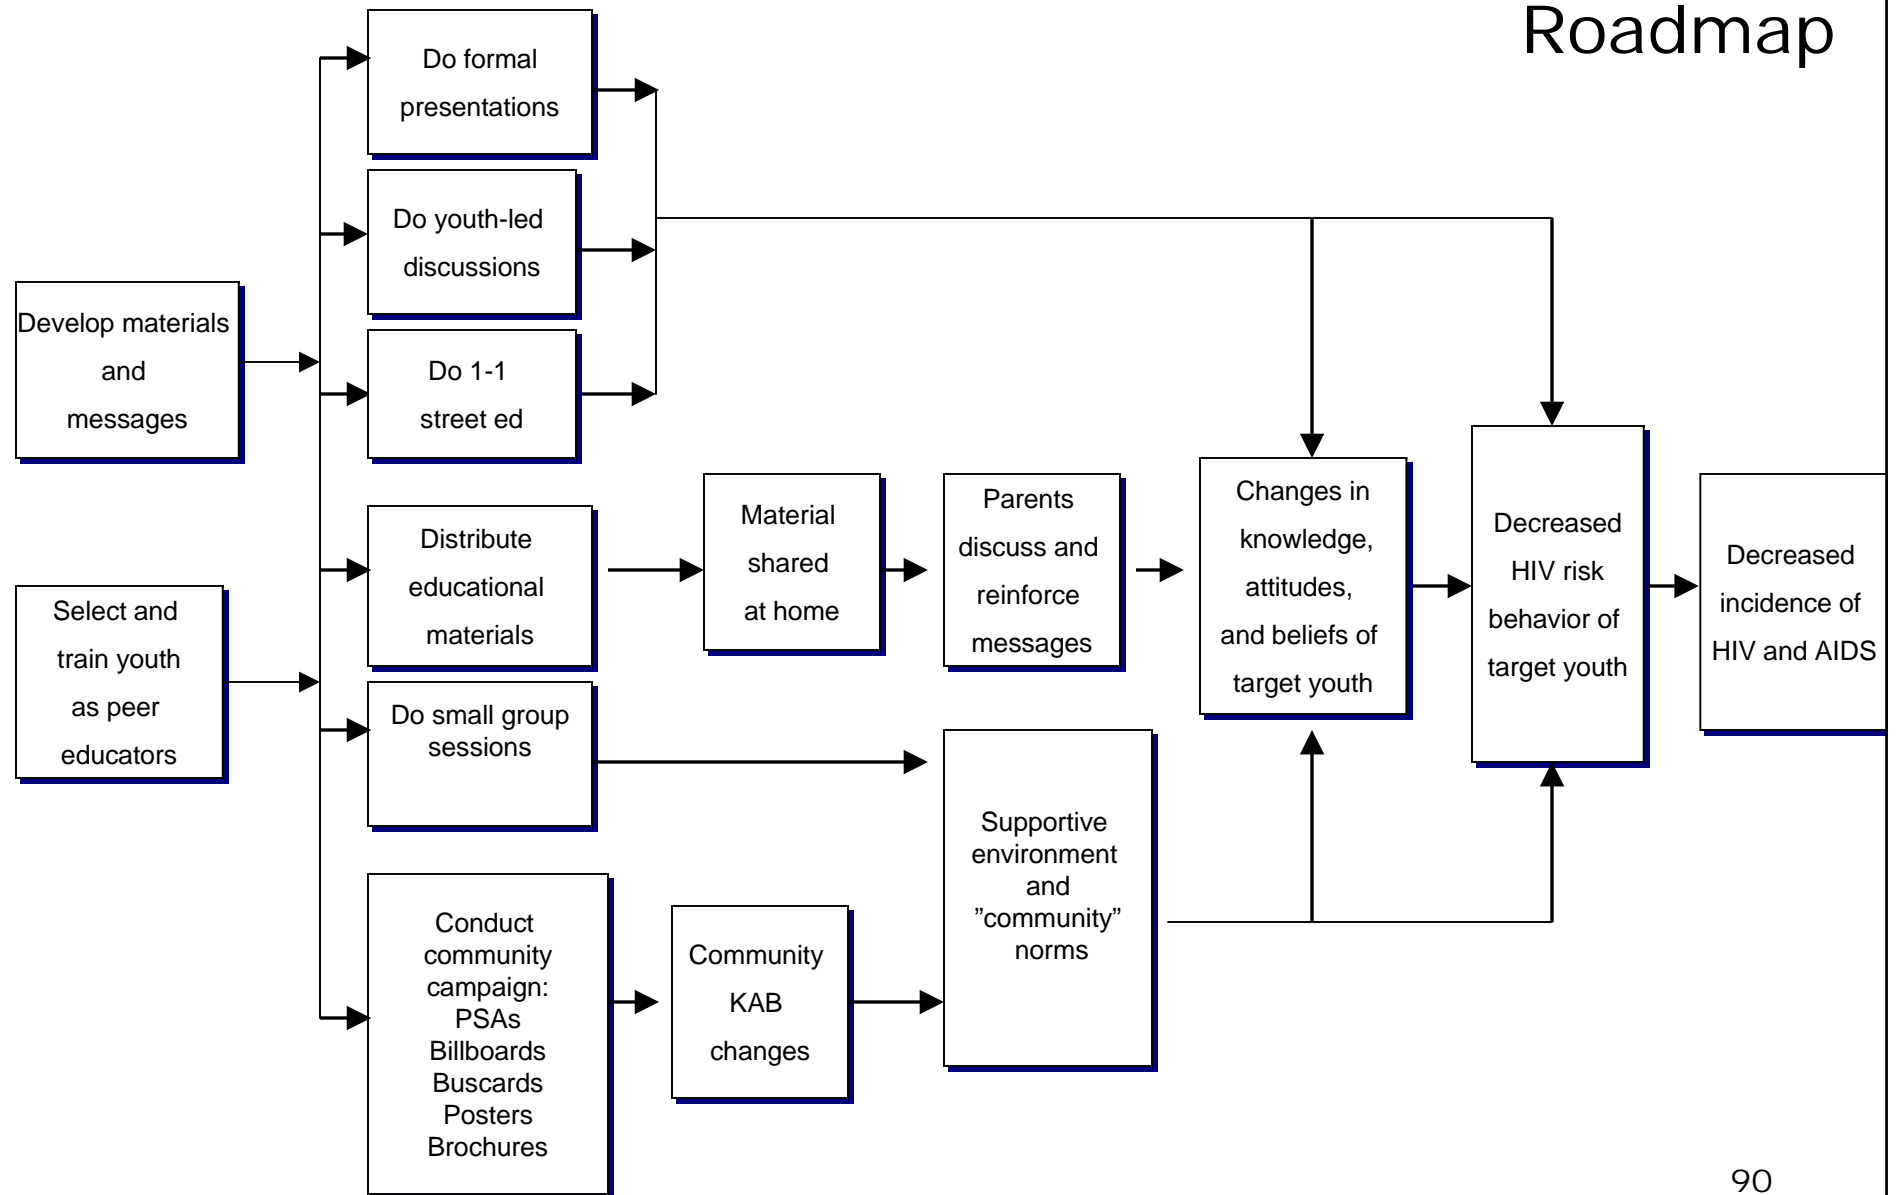 Roadmap
Do formal
presentations
Do youth-led
discussions
Develop materials
and
messages
Do 1-1
street ed
Distribute
educational
materials
Material
shared
at home
Parents
discuss and
reinforce
messages
Changes in
knowledge,
attitudes,
and beliefs of
target youth
Decreased
HIV risk
behavior of
target youth
Decreased
incidence of
HIV and AIDS
Select and
train youth
as peer
educators
Do small group
sessions
Supportive
environment
and
”community”
norms
Conduct
community
campaign:
PSAs
Billboards
Buscards
Posters
Brochures
Community
KAB
changes
90